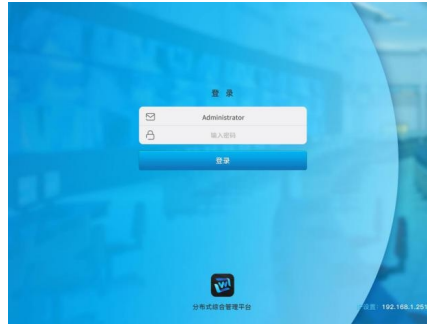 登 录
Administrator
输入密码
登录
分布式综合管理平台
设置: 192.168.1.251